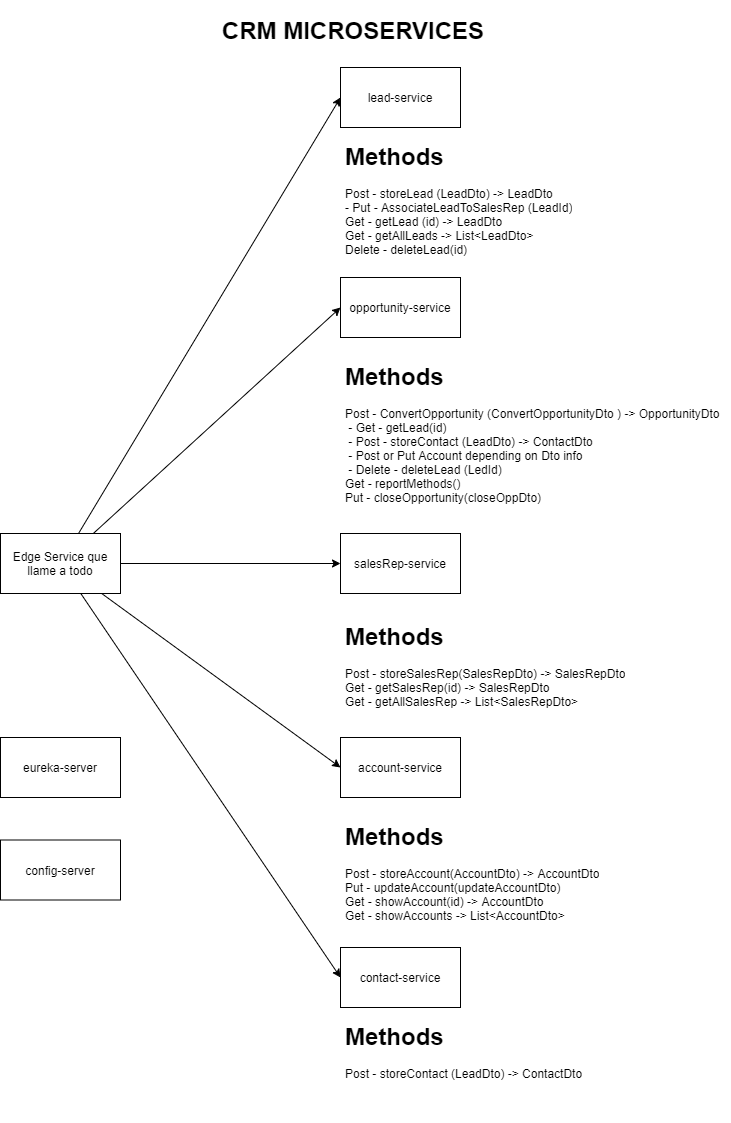 CRM MICROSERVICES
lead-service
Methods
Post - storeLead (LeadDto) -> LeadDto
- Put - AssociateLeadToSalesRep (LeadId)
Get - getLead (id) -> LeadDto
Get - getAllLeads -> List<LeadDto>
Delete - deleteLead(id)
opportunity-service
Methods
Post - ConvertOpportunity (ConvertOpportunityDto ) -> OpportunityDto
- Get - getLead(id)
- Post - storeContact (LeadDto) -> ContactDto
- Post or Put Account depending on Dto info
- Delete - deleteLead (LedId)
Get - reportMethods()
Put - closeOpportunity(closeOppDto)
Edge Service que
llame a todo
salesRep-service
Methods
Post - storeSalesRep(SalesRepDto) -> SalesRepDto
Get - getSalesRep(id) -> SalesRepDto
Get - getAllSalesRep -> List<SalesRepDto>
eureka-server
account-service
Methods
config-server
Post - storeAccount(AccountDto) -> AccountDto
Put - updateAccount(updateAccountDto)
Get - showAccount(id) -> AccountDto
Get - showAccounts -> List<AccountDto>
contact-service
Methods
Post - storeContact (LeadDto) -> ContactDto